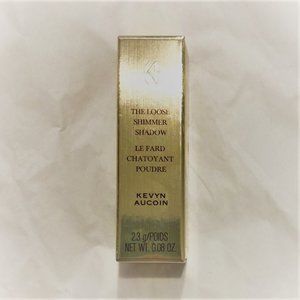 THE LOOSE
SHIMMER
SHADOW
LE FARD
CHATOYANT
POUDRE
KEVYN
AUCOIN
2.3 g/POIDS
NET WT. 0.08 OZ.